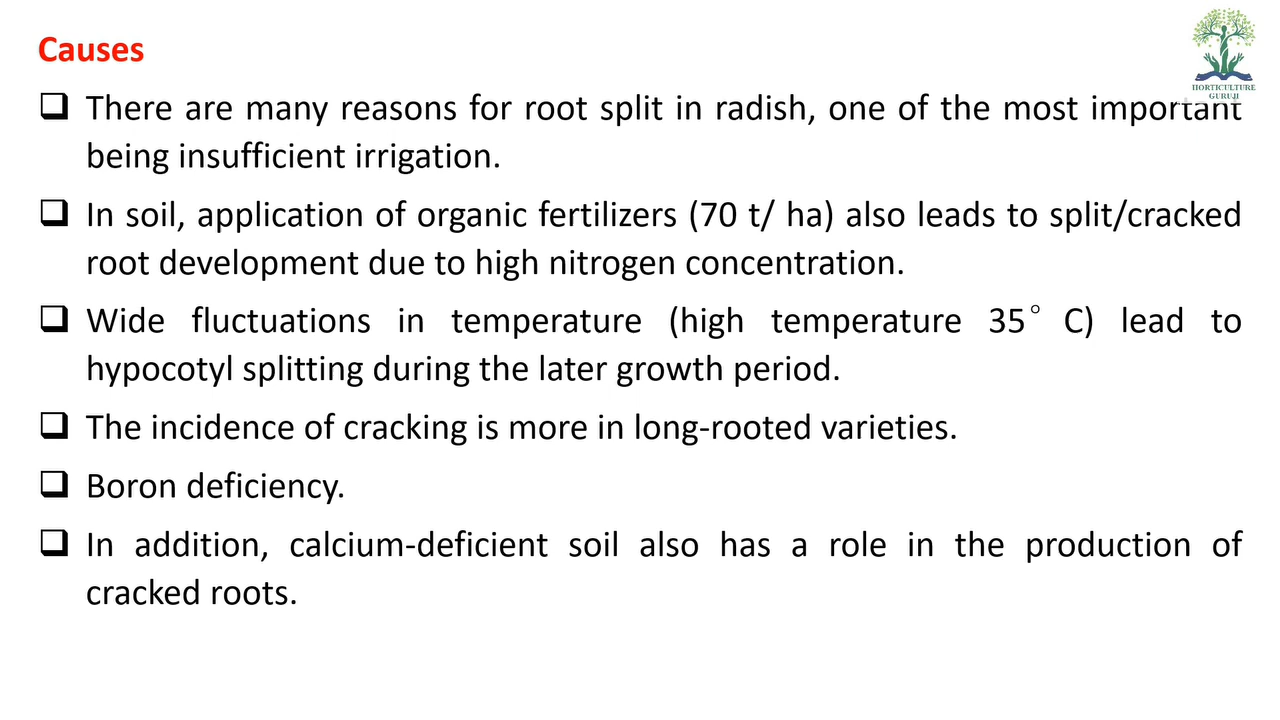 Causes
HORTICULTURE
GURUJI
❑ There are many reasons for root split in radish, one of the most important
being insufficient irrigation.
❑ In soil, application of organic fertilizers (70 t/ ha) also leads to split/cracked
root development due to high nitrogen concentration.
❑ Wide fluctuations in temperature (high temperature 35° C) lead to
hypocotyl splitting during the later growth period.
❑ The incidence of cracking is more in long-rooted varieties.
❑ Boron deficiency.
❑ In addition, calcium-deficient soil also has a role in the production of
cracked roots.